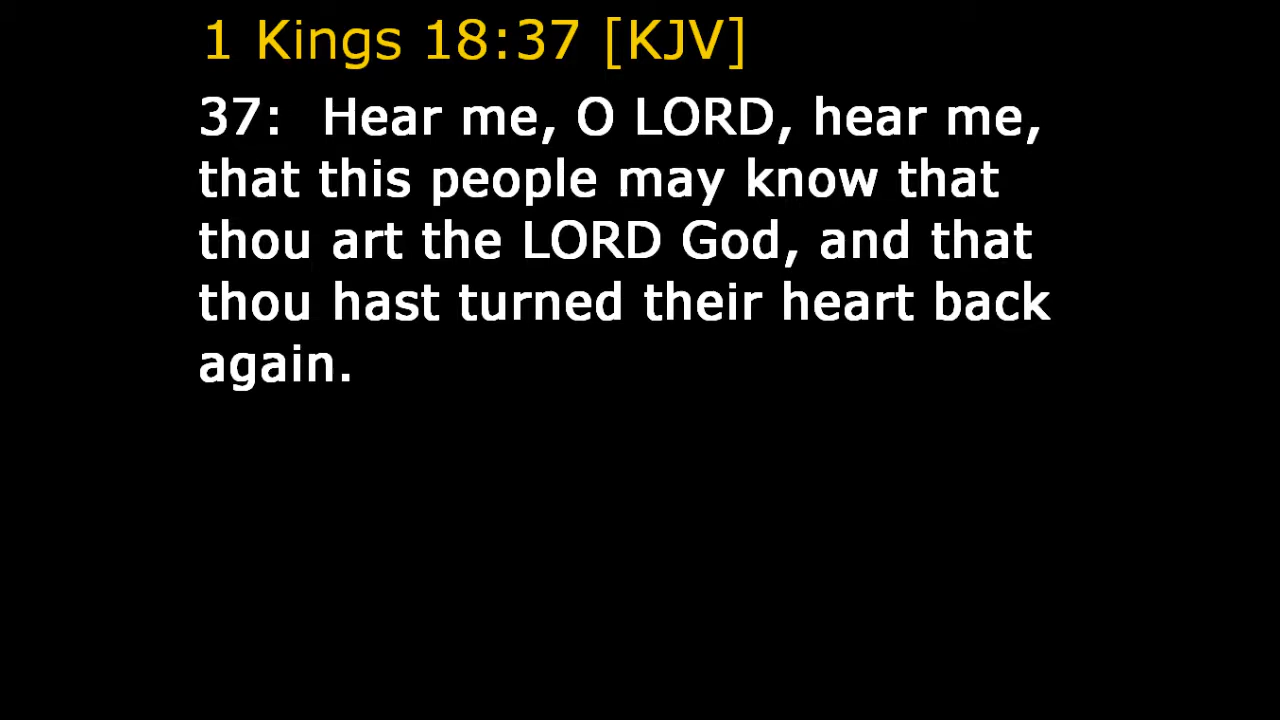 1 Kings 18:37 [KJV]
37:  Hear me, O LORD, hear me,
that this people may know that
thou art the LORD God, and that
thou hast turned their heart back
again.